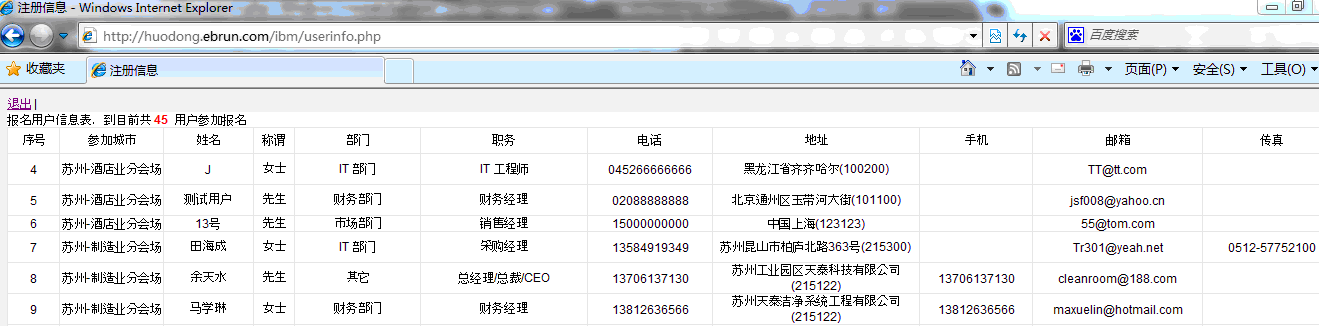 注册信息 - Windows Internet Explorer
http://huodong.ebrun.com/ibm/userinfo.php 百度搜索
收藏夹 注册信息 页面(P) 安全(S) 工具(O)
退出 |
报名用户信息表，到目前共 45 用户参加报名
序号 参加城市 姓名 称谓 部门 职务 电话 地址 手机 邮箱 传真
4 苏州-酒店业分会场 J 女士 IT 部门 IT 工程师 045266666666 黑龙江省齐齐哈尔(100200) TT@tt.com
5 苏州-酒店业分会场 测试用户 先生 财务部门 财务经理 02088888888 北京通州区玉带河大街(101100) jsf008@yahoo.cn
6 苏州-酒店业分会场 13号 先生 市场部门 销售经理 15000000000 中国上海(123123) 55@tom.com
7 苏州-制造业分会场 田海成 女士 IT 部门 采购经理 13584919349 苏州昆山市柏庐北路363号(215300) Tr301@yeah.net 0512-57752100
8 苏州-制造业分会场 余天水 先生 其它 总经理/总裁/CEO 13706137130 苏州工业园区天泰科技有限公司
(215122) 13706137130 cleanroom@188.com
9 苏州-制造业分会场 马学琳 女士 财务部门 财务经理 13812636566 苏州天泰洁净系统工程有限公司
(215122) 13812636566 maxuelin@hotmail.com